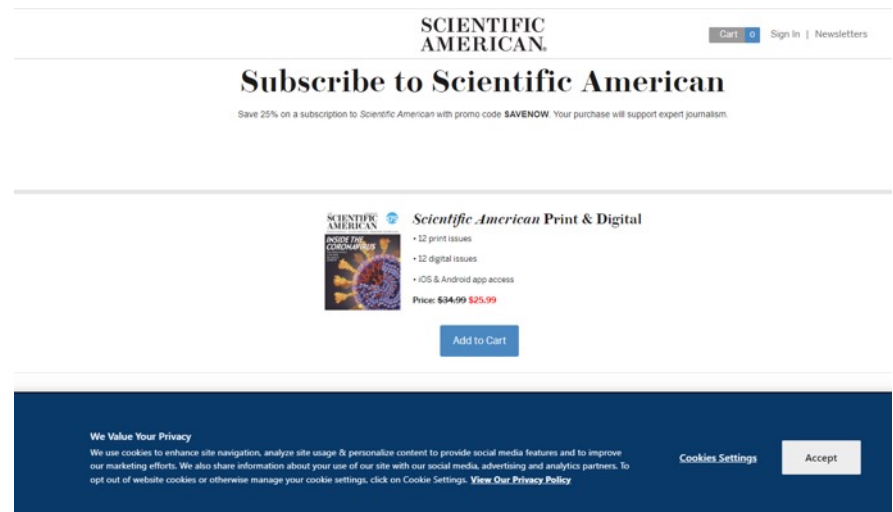 SCIENTIFIC
AMERICAN®
Cart 0 Sign In | Newsletters
Subscribe to Scientific American
Save 25% on a subscription to Scientific American with promo code SAVENOW. Your purchase will support expert journalism.
SCIENTIFIC
AMERICAN
INSIDE THE
CORONAVIRUS
Scientific American Print & Digital
• 12 print issues
• 12 digital issues
• iOS & Android app access
Price: $34.99 $25.99
Add to Cart
We Value Your Privacy
We use cookies to enhance site navigation, analyze site usage & personalize content to provide social media features and to improve
our marketing efforts. We also share information about your use of our site with our social media, advertising and analytics partners. To
opt out of website cookies or otherwise manage your cookie settings, click on Cookie Settings. View Our Privacy Policy
Cookies Settings
Accept